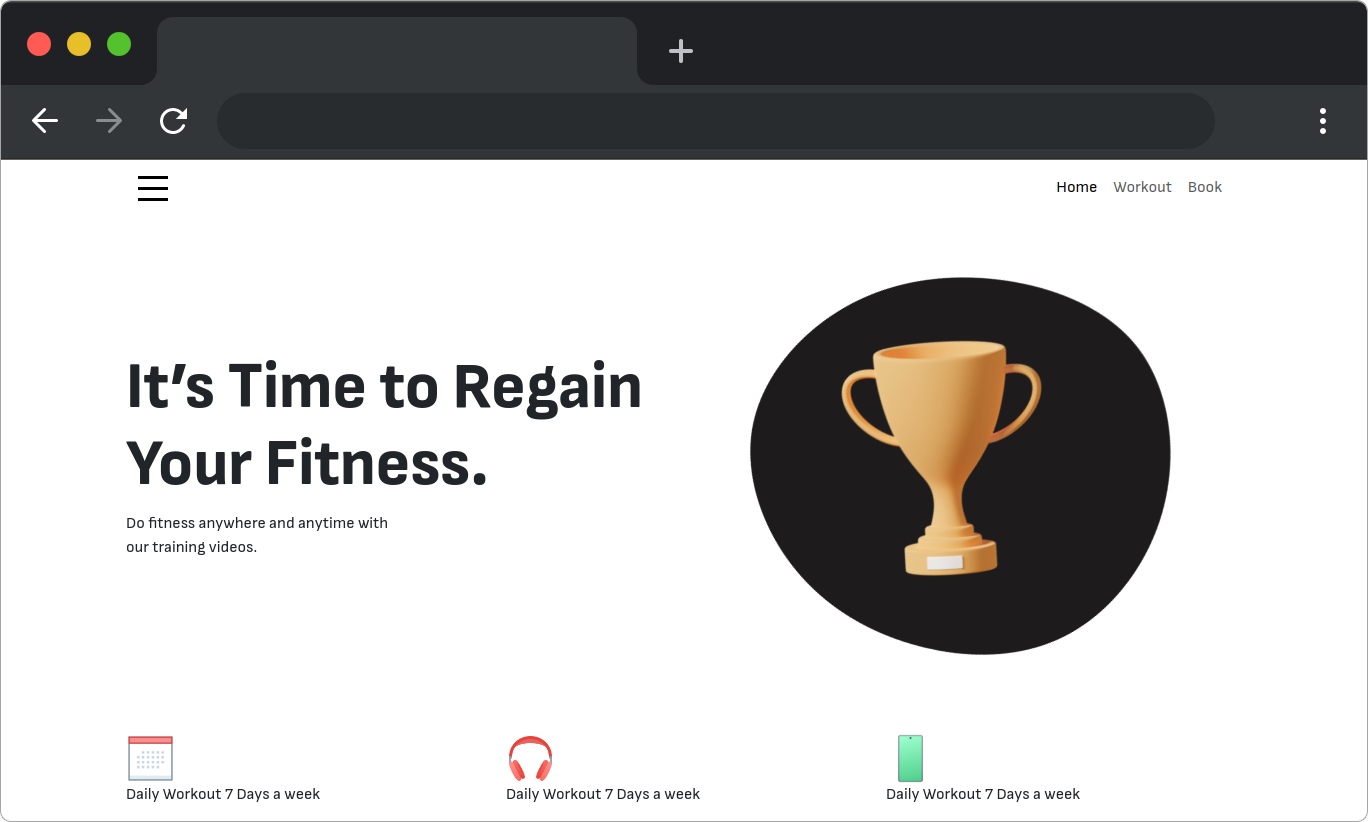 Home Workout Book
It’s Time to Regain
Your Fitness.
Do fitness anywhere and anytime with
our training videos.
Daily Workout 7 Days a week
Daily Workout 7 Days a week
Daily Workout 7 Days a week